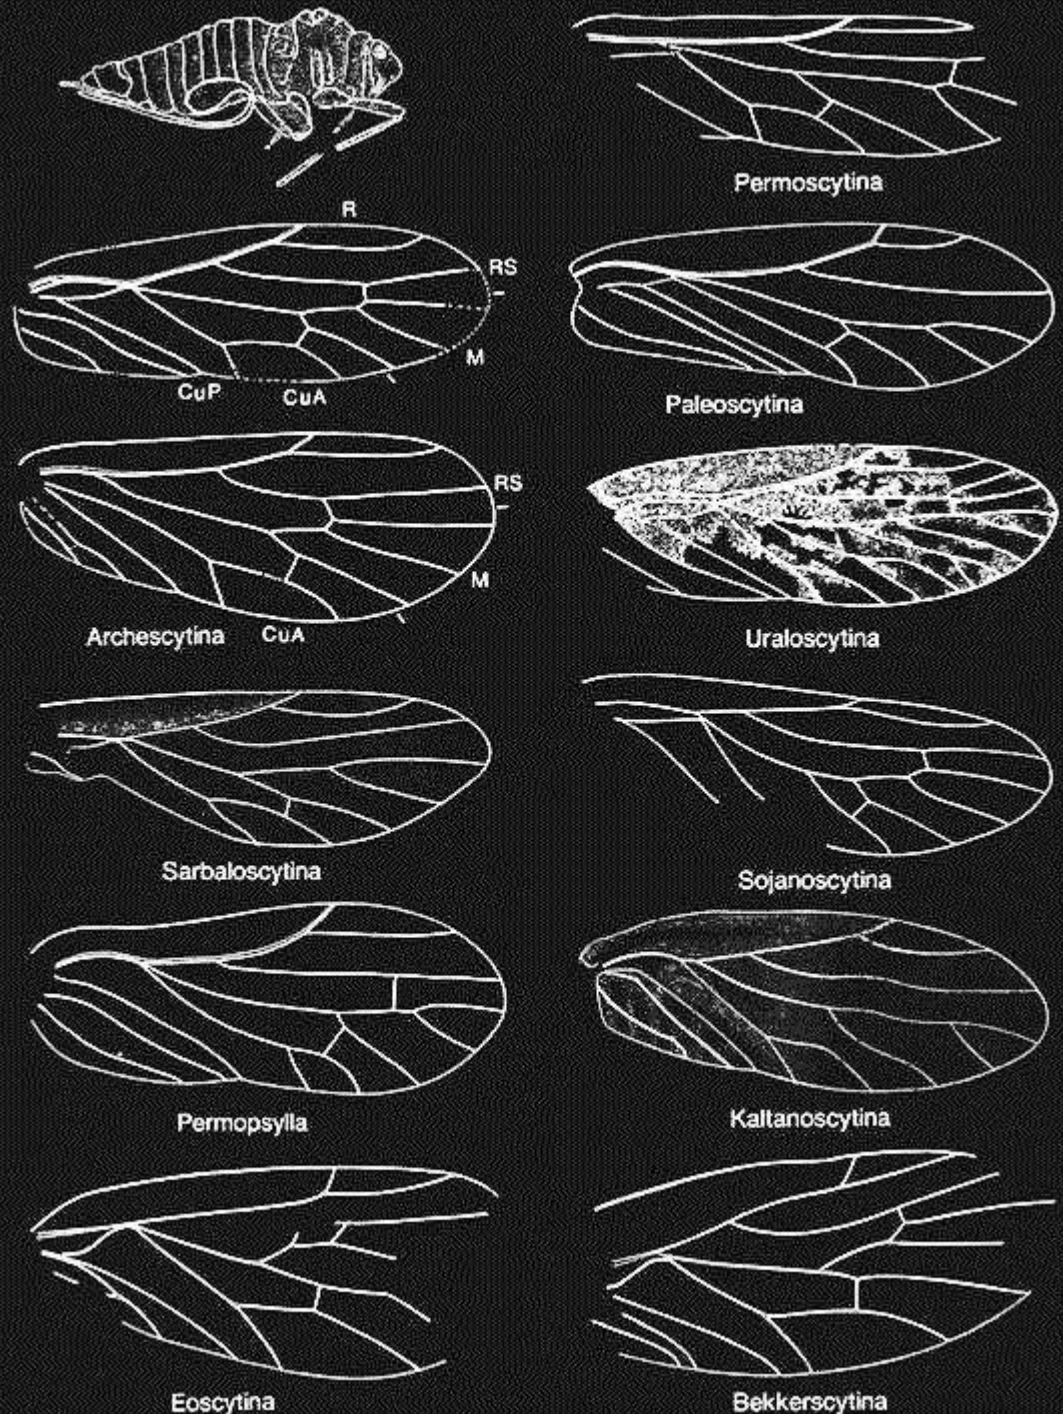 Permoscytina
R
RS
M
CuP
CuA
Paleoscytina
RS
M
Archescytina
CuA
Uraloscytina
Sarbaloscytina
Sojanoscytina
Permopsylla
Kaltanoscytina
Eoscytina
Bekkerscytina